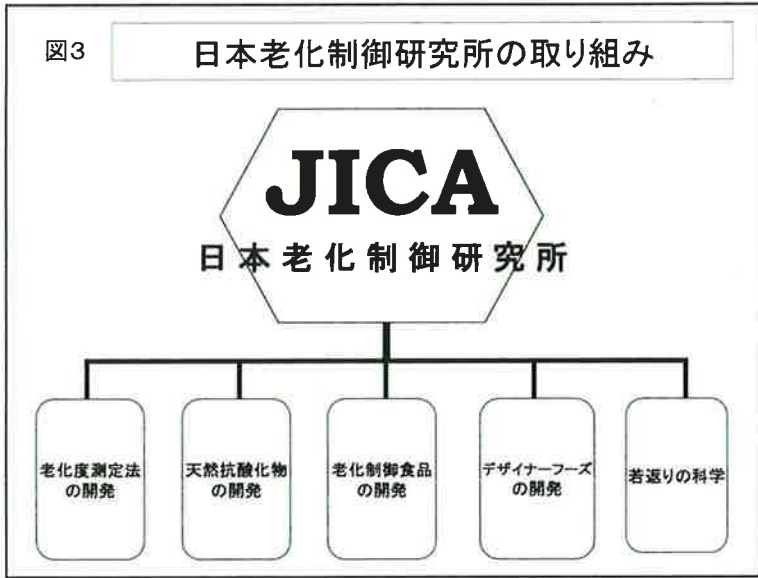 図3
日本老化制御研究所の取り組み
JICA
日本老化制御研究所
老化度測定法
の開発
天然抗酸化物
の開発
老化制御食品
の開発
デザイナーフーズ
の開発
若返りの科学